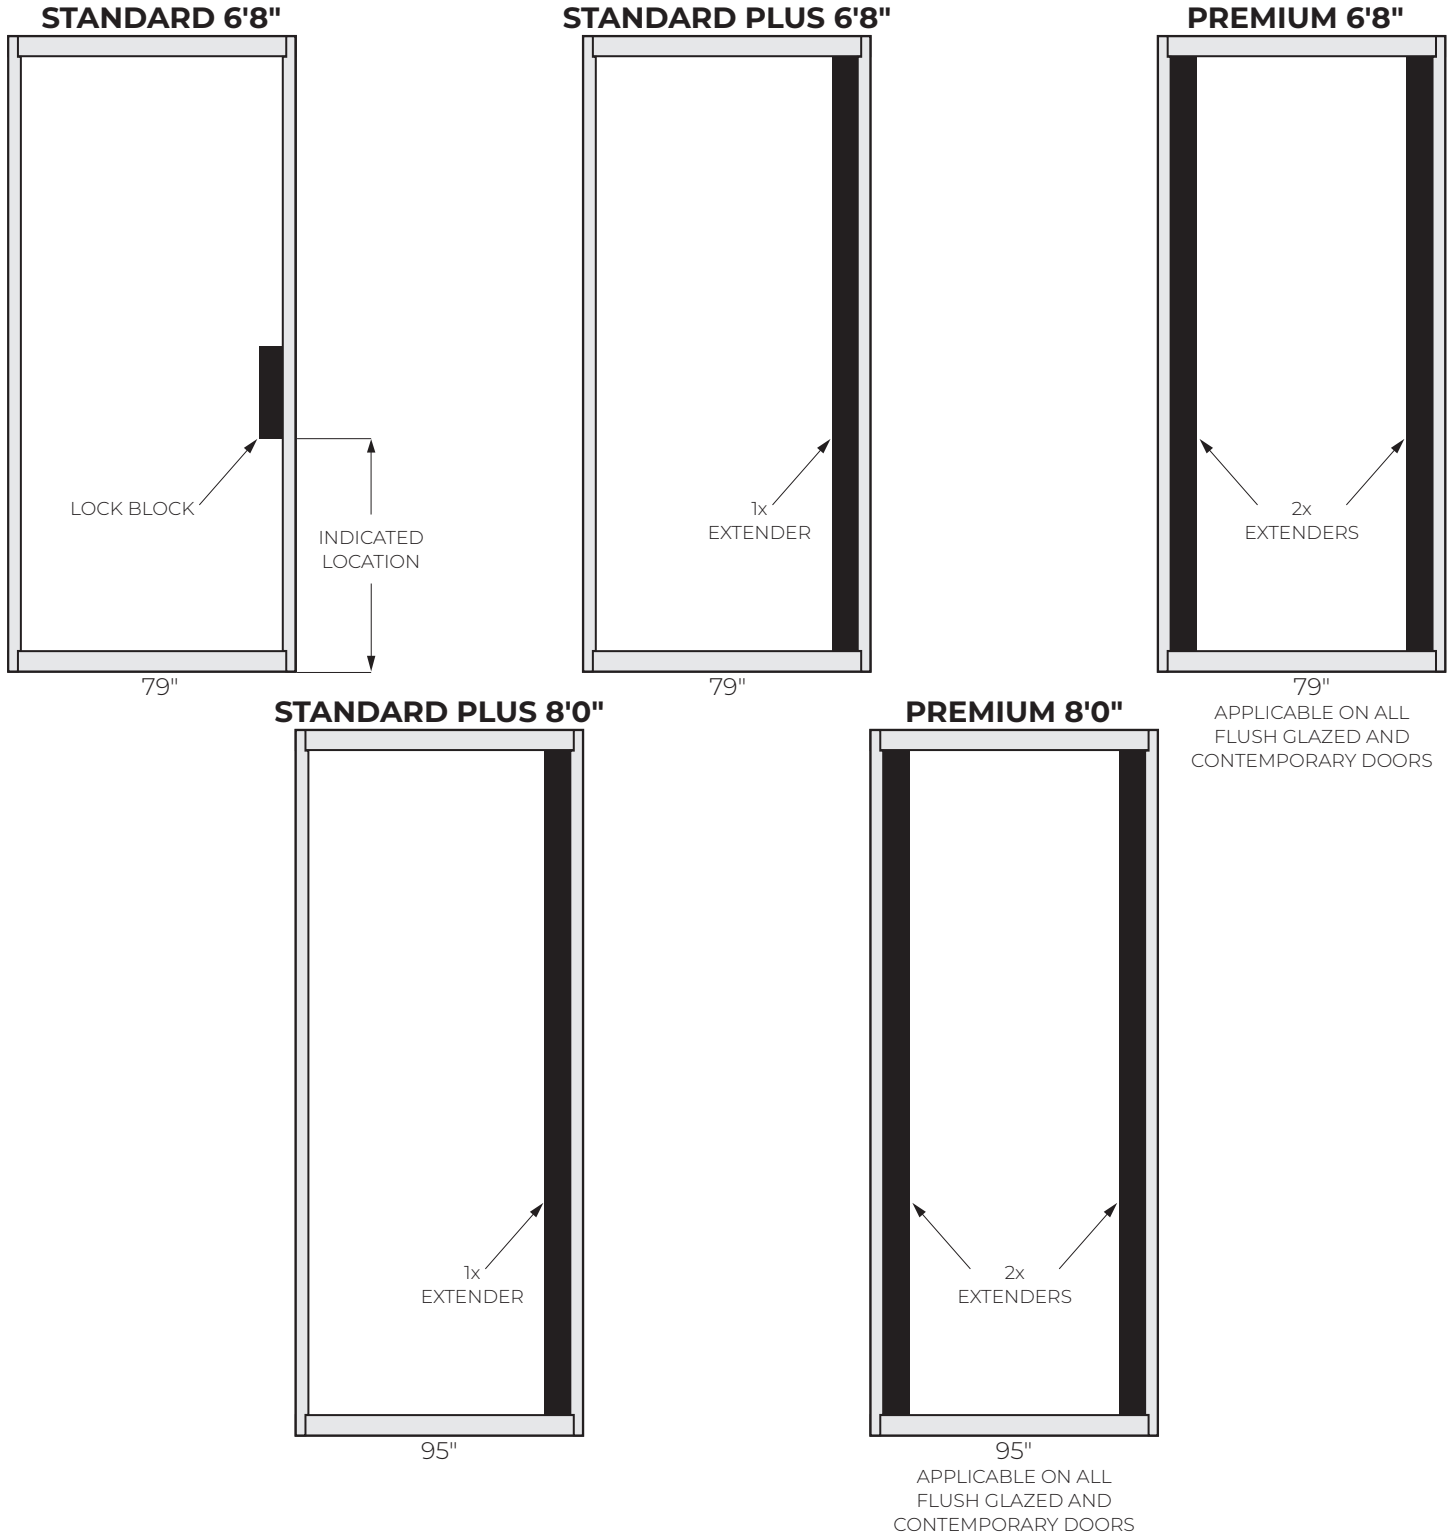 STANDARD 6'8"
STANDARD PLUS 6'8"
PREMIUM 6'8"
LOCK BLOCK
INDICATED
LOCATION
1x
EXTENDER
2x
EXTENDERS
79"
79"
79"
APPLICABLE ON ALL
FLUSH GLAZED AND
CONTEMPORARY DOORS
STANDARD PLUS 8'0"
PREMIUM 8'0"
1x
EXTENDER
2x
EXTENDERS
95"
95"
APPLICABLE ON ALL
FLUSH GLAZED AND
CONTEMPORARY DOORS